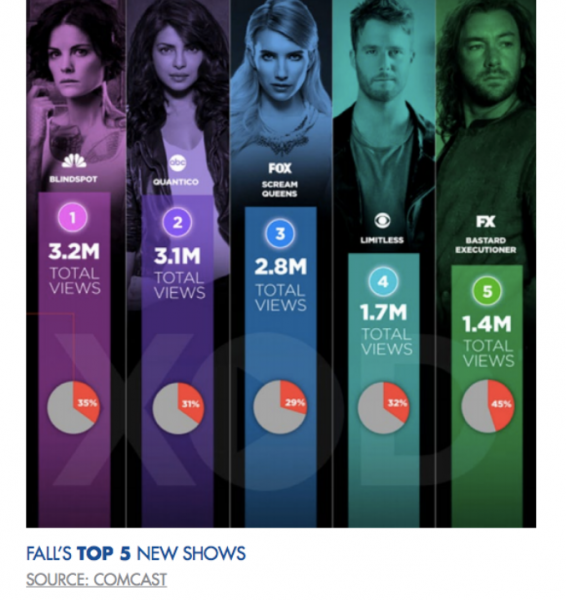 BLINDSPOT
1
3.2M
TOTAL
VIEWS
35%
abc
QUANTICO
2
3.1M
TOTAL
VIEWS
31%
FOX
SCREAM
QUEENS
3
2.8M
TOTAL
VIEWS
29%
LIMITLESS
4
1.7M
TOTAL
VIEWS
32%
FX
BASTARD
EXECUTIONER
5
1.4M
TOTAL
VIEWS
45%
XOD
FALL'S TOP 5 NEW SHOWS
SOURCE: COMCAST